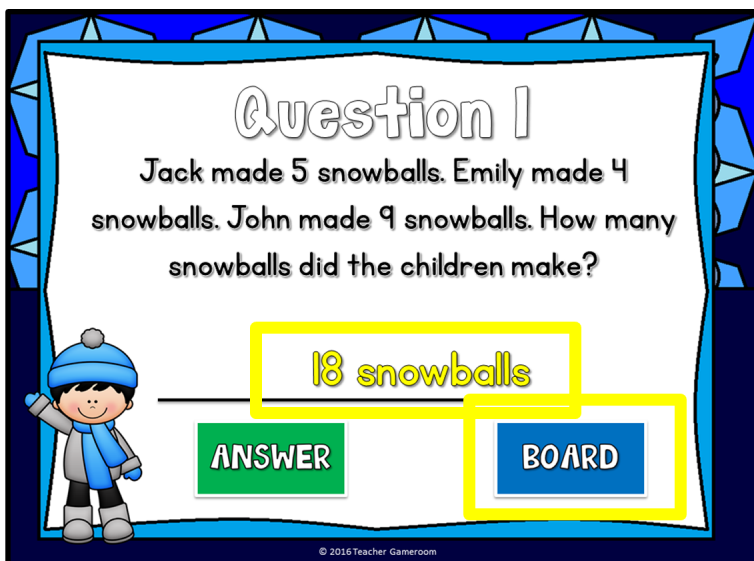 Question 1
Jack made 5 snowballs. Emily made 4
snowballs. John made 9 snowballs. How many
snowballs did the children make?
18 snowballs
ANSWER
BOARD
© 2016 Teacher Gameroom